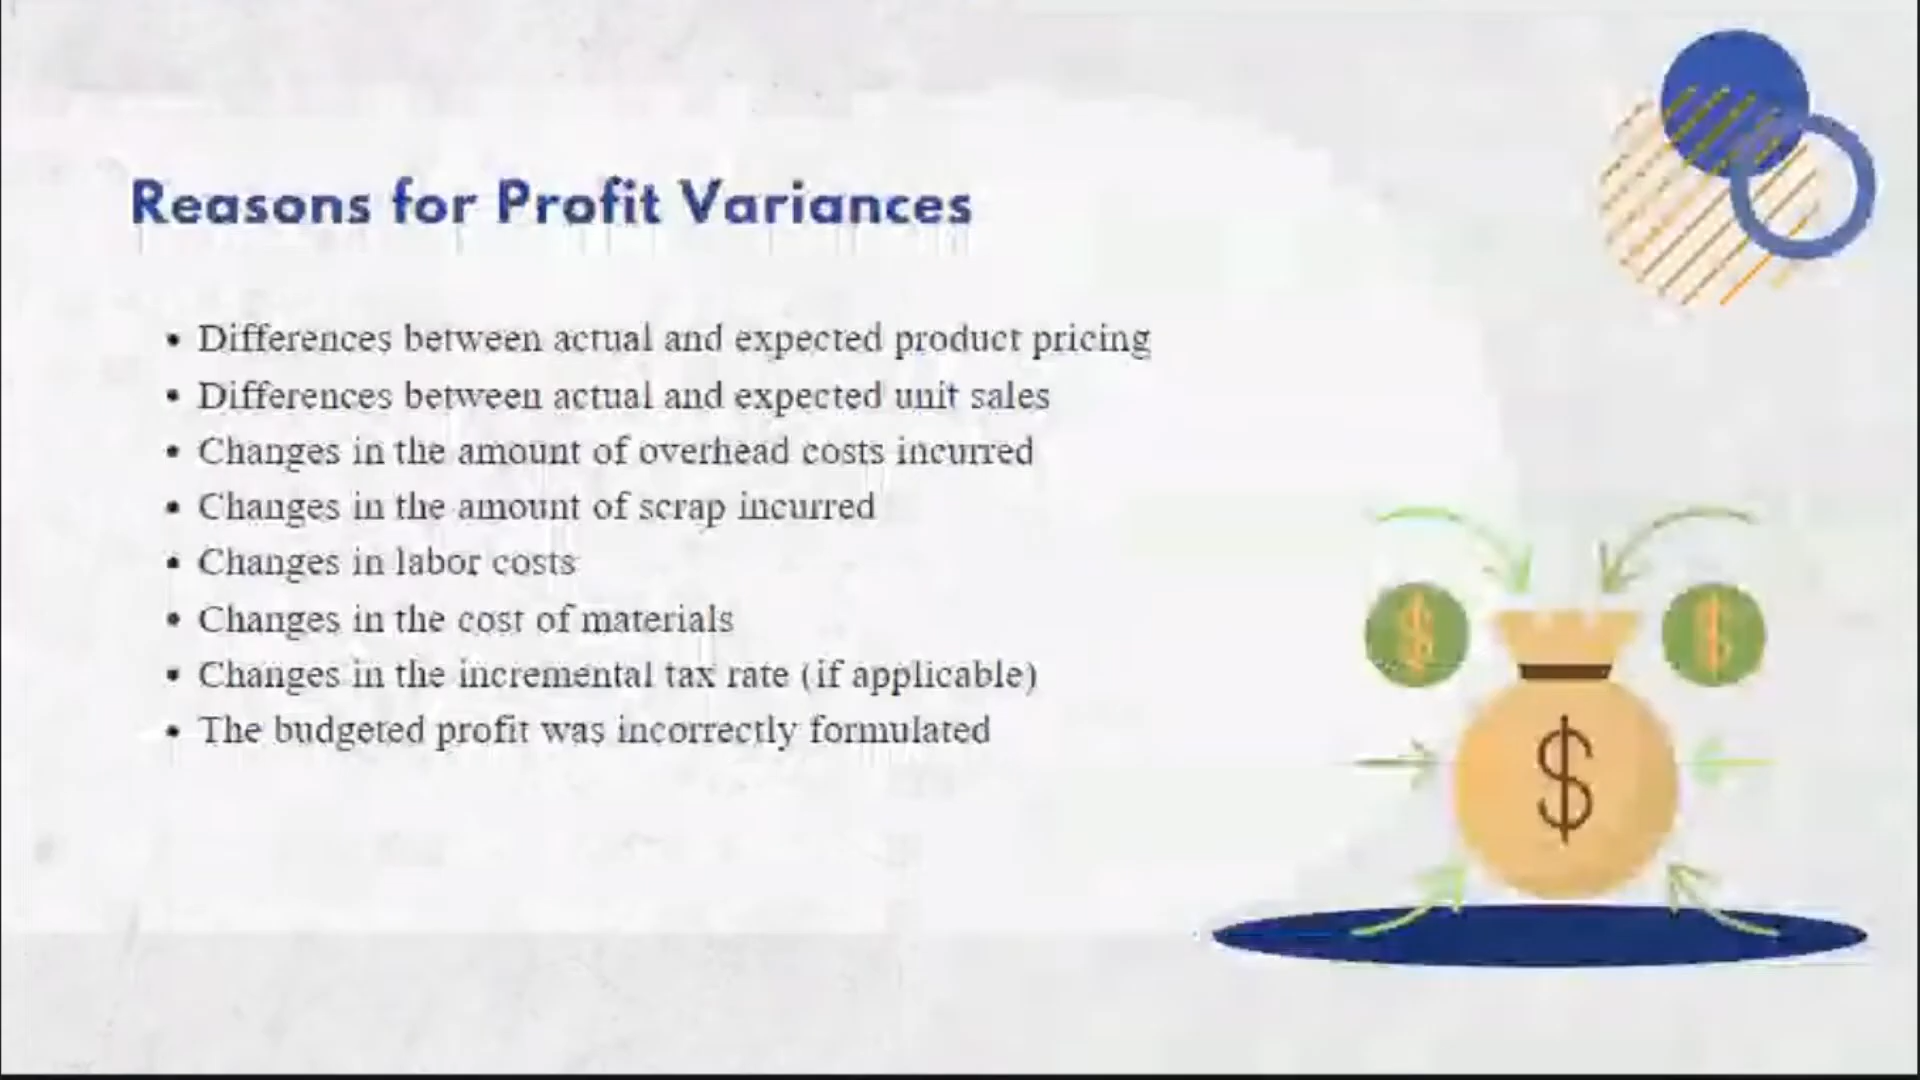 Reasons for Profit Variances
• Differences between actual and expected product pricing
• Differences between actual and expected unit sales
• Changes in the amount of overhead costs incurred
• Changes in the amount of scrap incurred
• Changes in labor costs
• Changes in the cost of materials
• Changes in the incremental tax rate (if applicable)
• The budgeted profit was incorrectly formulated
$ $
$